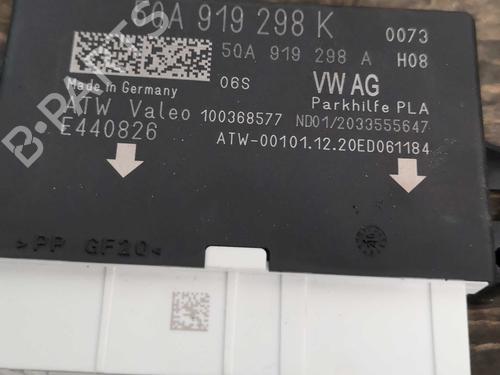 5QA 919 298 K 0073
5QA 919 298 A H08
Made in Germany 06S VW AG
Parkhilfe PLA
ATW Valeo 100368577 ND01/2033555647
E440826 ATW-00101.12.20ED061184
>PP GF20<
B-PARTS